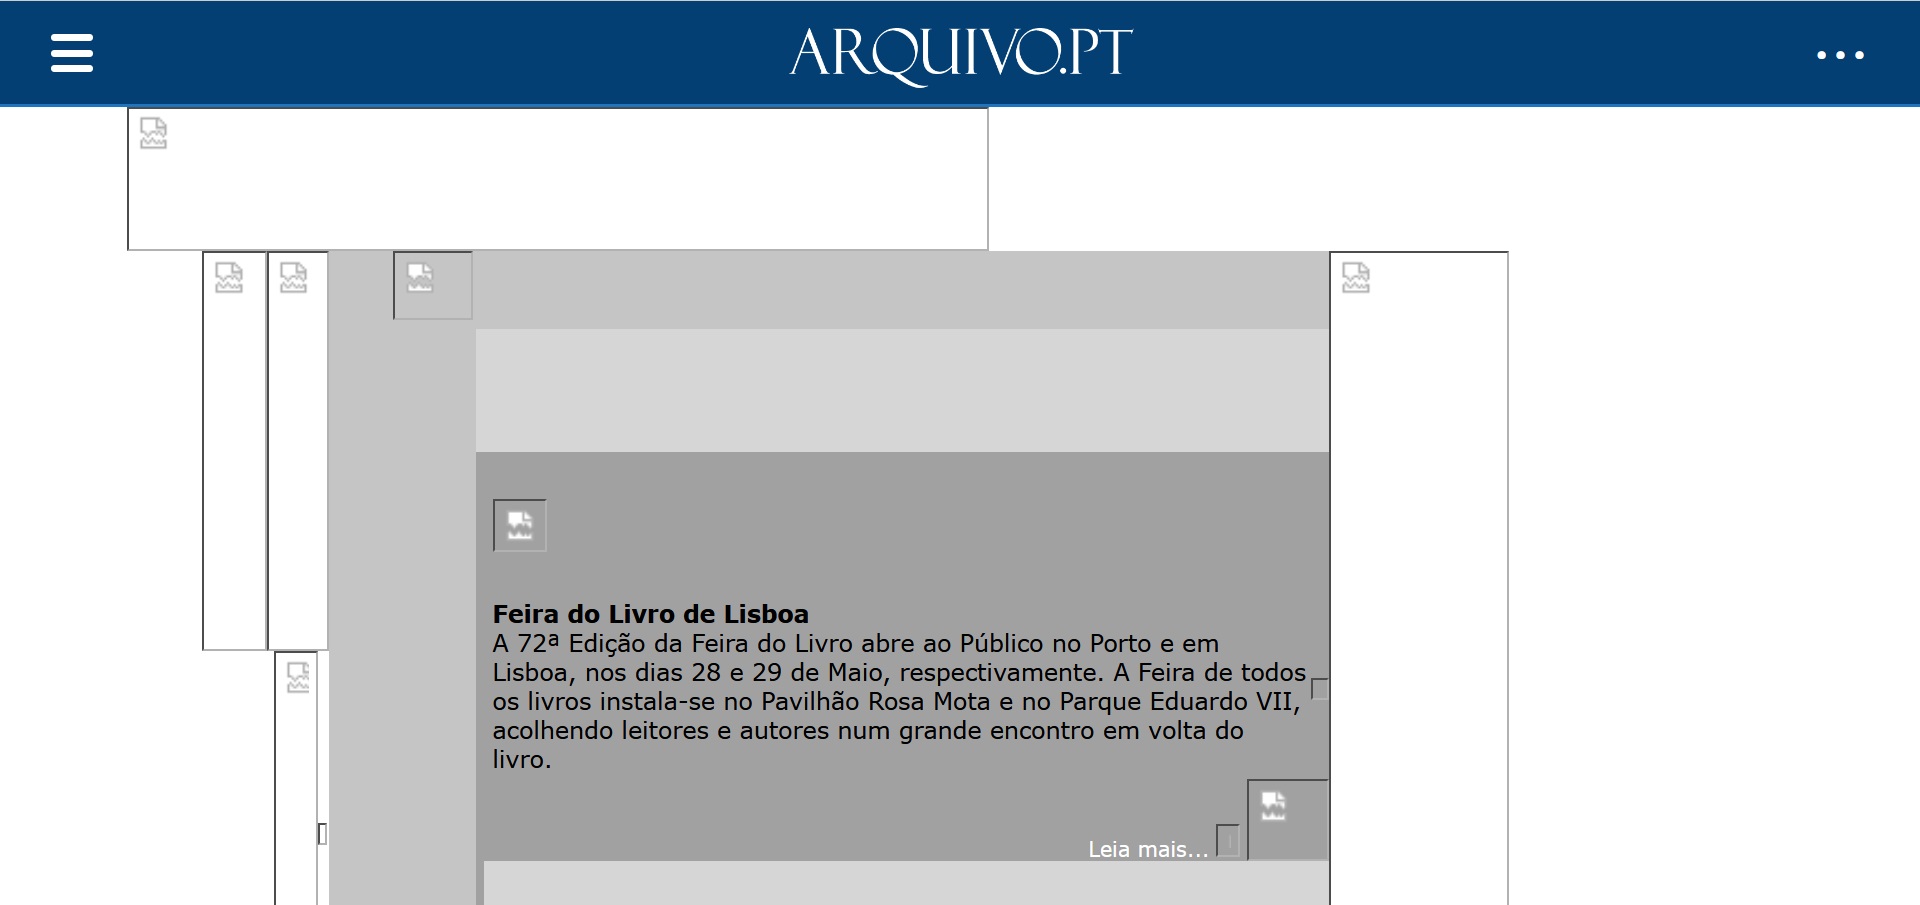 ARQUIVO.PT
Feira do Livro de Lisboa
A 72ª Edição da Feira do Livro abre ao Público no Porto e em
Lisboa, nos dias 28 e 29 de Maio, respectivamente. A Feira de todos
os livros instala-se no Pavilhão Rosa Mota e no Parque Eduardo VII,
acolhendo leitores e autores num grande encontro em volta do
livro.
Leia mais...